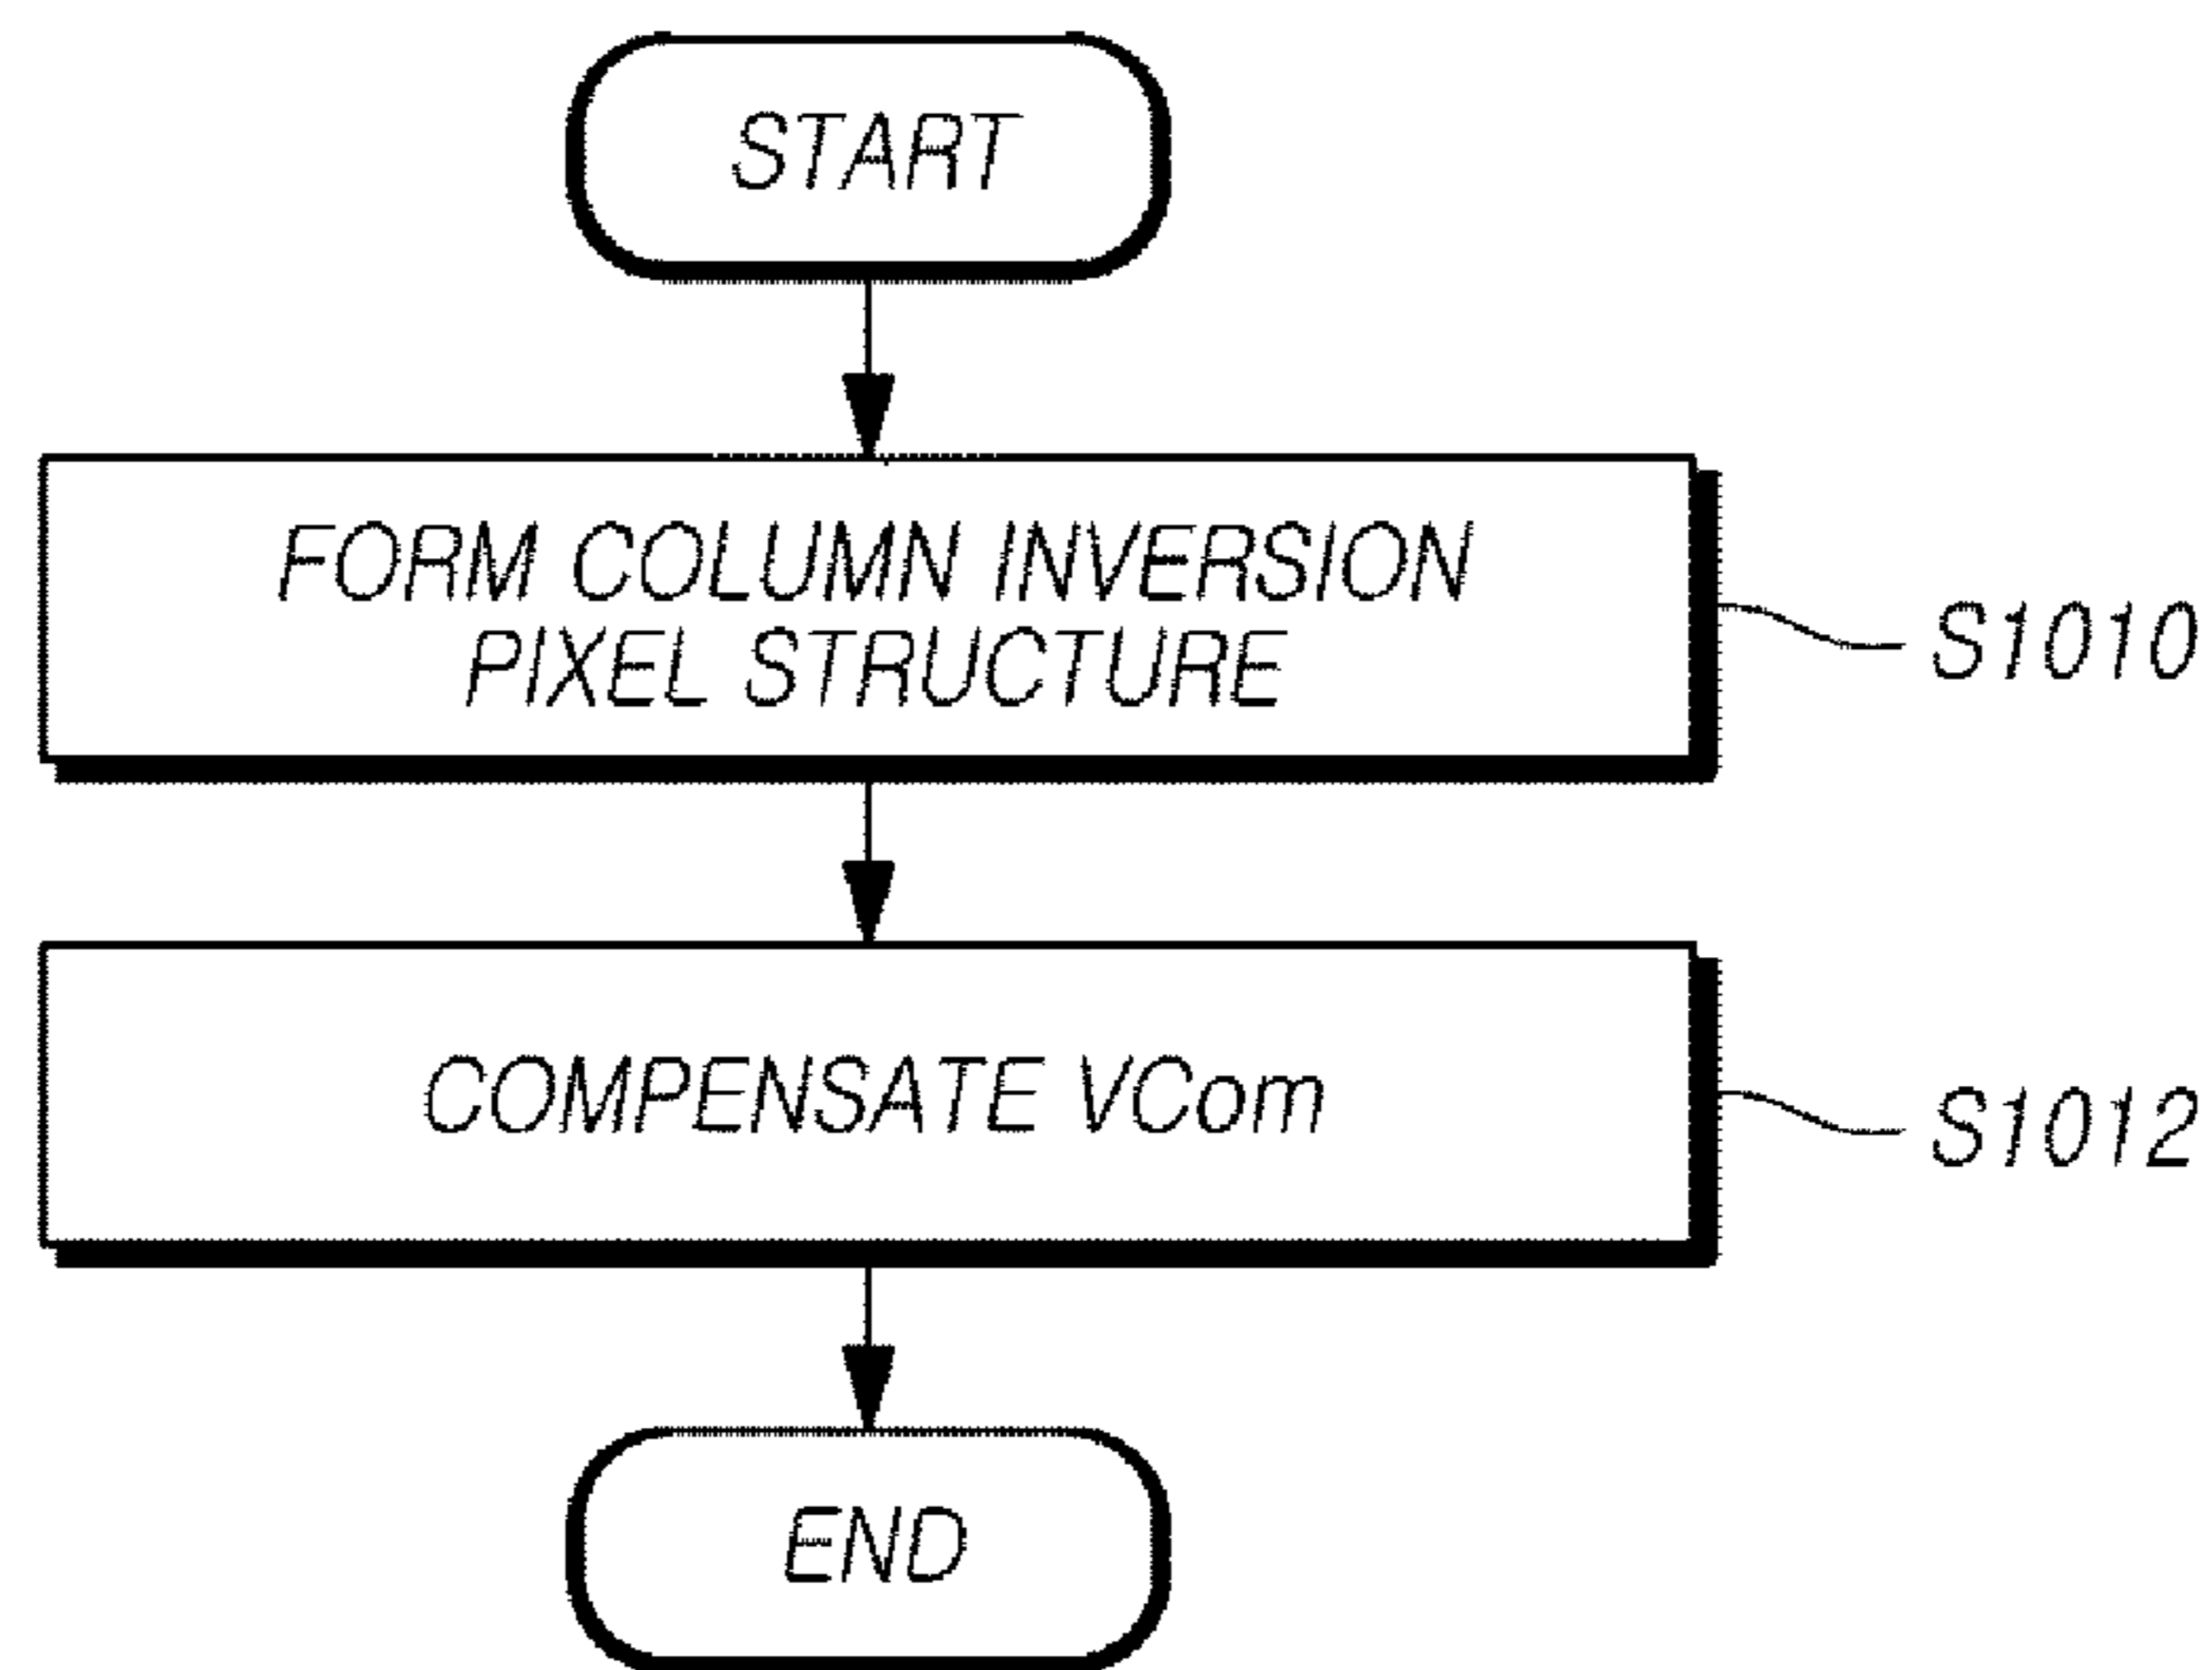 START
FORM COLUMN INVERSION
PIXEL STRUCTURE
S1010
COMPENSATE VCom
S1012
END